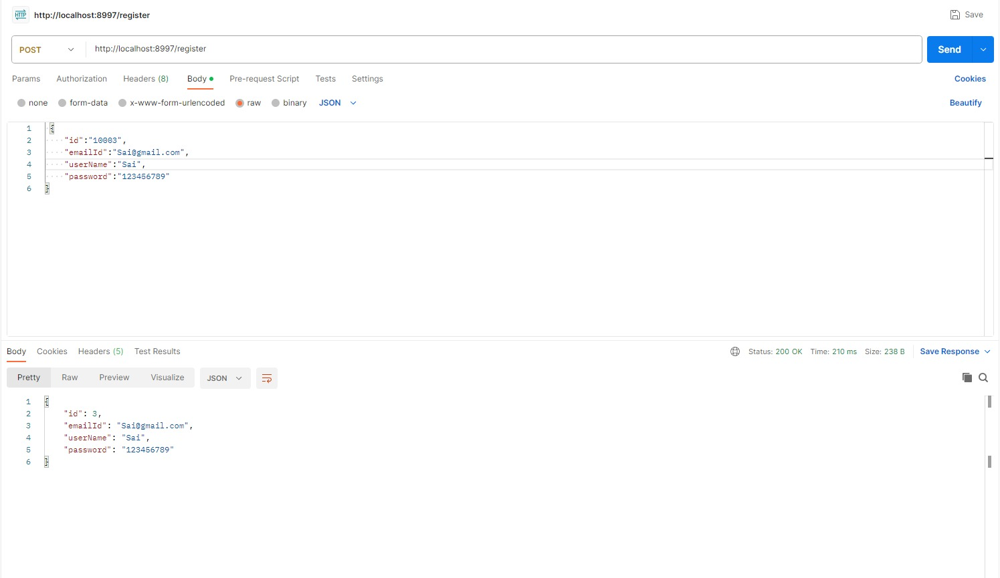 HTTP http://localhost:8997/register Save
POST http://localhost:8997/register Send
Params Authorization Headers (8) Body Pre-request Script Tests Settings Cookies
none form-data x-www-form-urlencoded raw binary JSON Beautify
1 {
2 "id":"10003",
3 "emailId":"Sai@gmail.com",
4 "userName":"Sai",
5 "password":"123456789"
6 }
Body Cookies Headers (5) Test Results Status: 200 OK Time: 210 ms Size: 238 B Save Response
Pretty Raw Preview Visualize JSON
1 {
2 "id": 3,
3 "emailId": "Sai@gmail.com",
4 "userName": "Sai",
5 "password": "123456789"
6 }